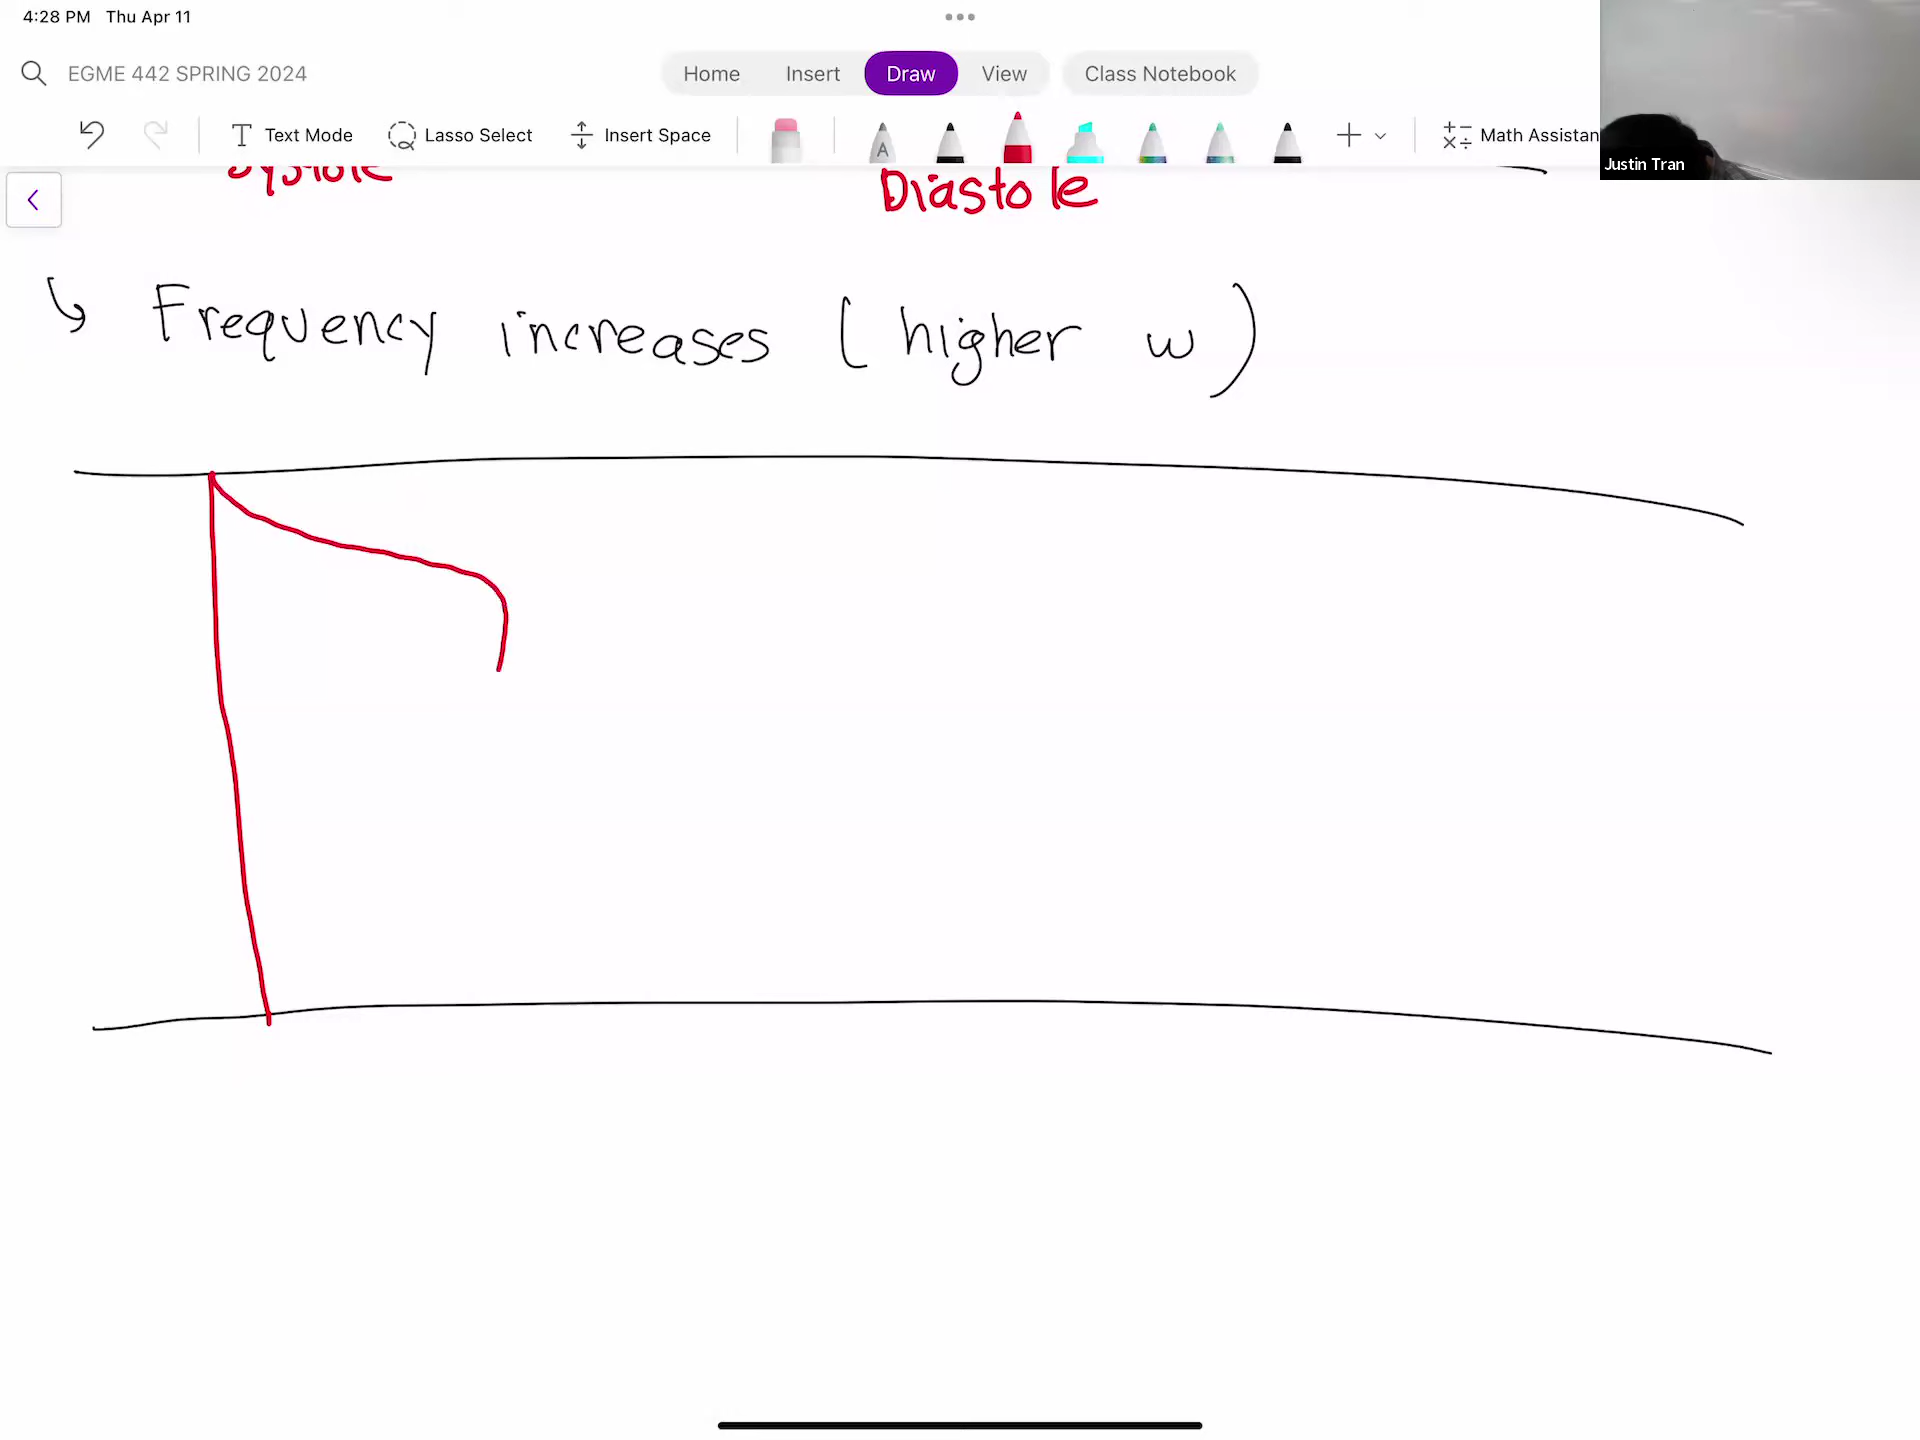 4:28 PM Thu Apr 11
EGME 442 SPRING 2024
Home Insert Draw View Class Notebook
Text Mode Lasso Select Insert Space A Math Assistan
Justin Tran
Systole Diastole
Frequency increases (higher w)